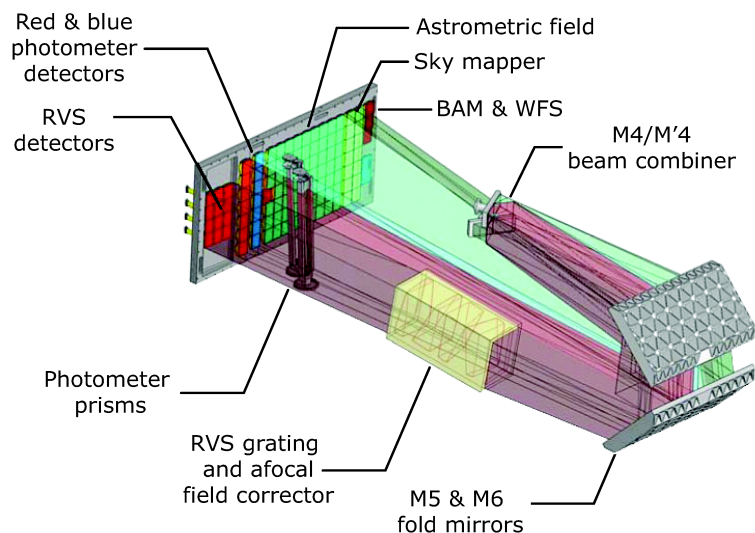 Red & blue
photometer
detectors
Astrometric field
Sky mapper
BAM & WFS
RVS
detectors
M4/M’4
beam combiner
Photometer
prisms
RVS grating
and afocal
field corrector
M5 & M6
fold mirrors